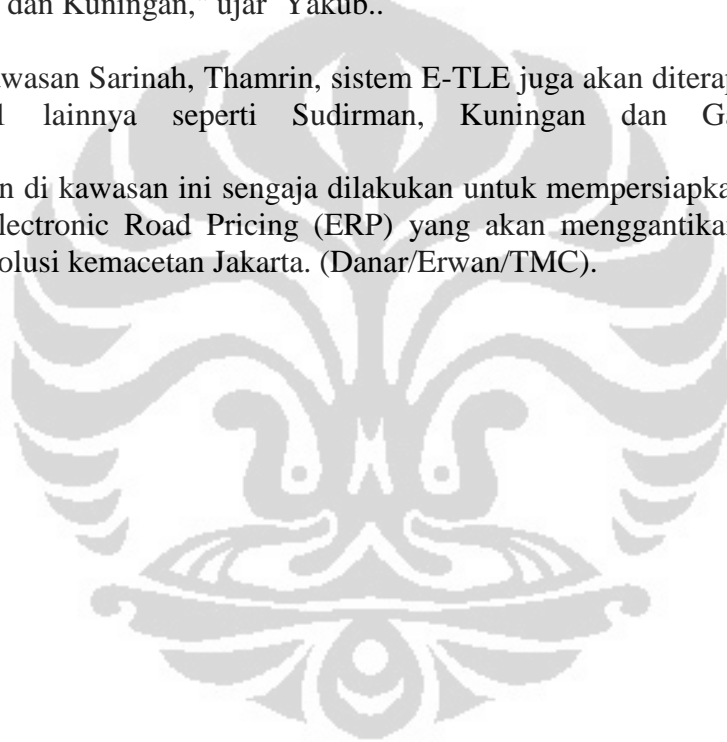 dan Kuningan," ujar Yakub..
awasan Sarinah, Thamrin, sistem E-TLE juga akan diterap
lainnya seperti Sudirman, Kuningan dan Ga
n di kawasan ini sengaja dilakukan untuk mempersiapka
lectronic Road Pricing (ERP) yang akan menggantika
olusi kemacetan Jakarta. (Danar/Erwan/TMC).